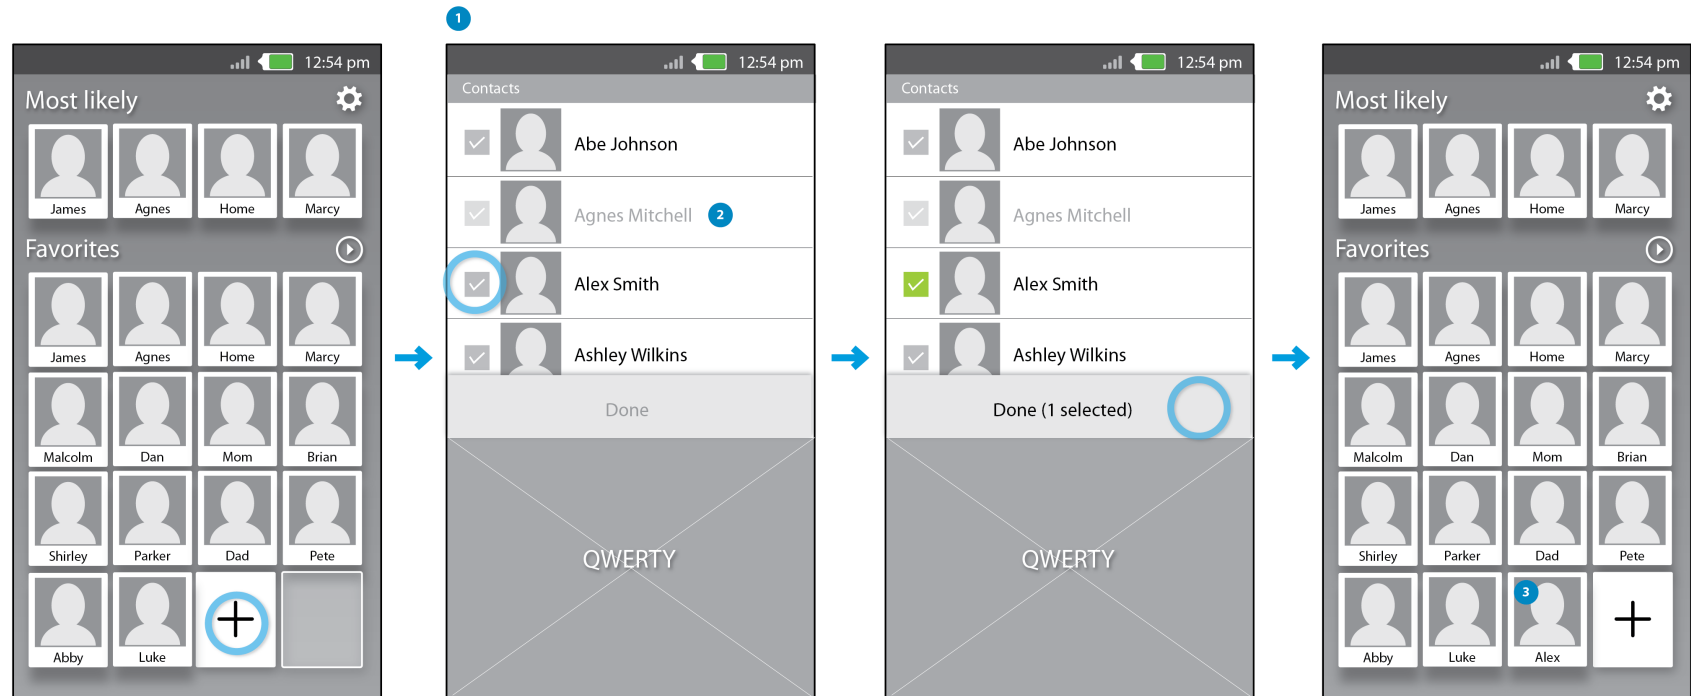 1
12:54 pm
Most likely
James Agnes Home Marcy
Favorites
James Agnes Home Marcy
Malcolm Dan Mom Brian
Shirley Parker Dad Pete
Abby Luke
12:54 pm
Contacts
Abe Johnson
Agnes Mitchell 2
Alex Smith
Ashley Wilkins
Done
QWERTY
12:54 pm
Contacts
Abe Johnson
Agnes Mitchell
Alex Smith
Ashley Wilkins
Done (1 selected)
QWERTY
12:54 pm
Most likely
James Agnes Home Marcy
Favorites
James Agnes Home Marcy
Malcolm Dan Mom Brian
Shirley Parker Dad Pete
3
Abby Luke Alex